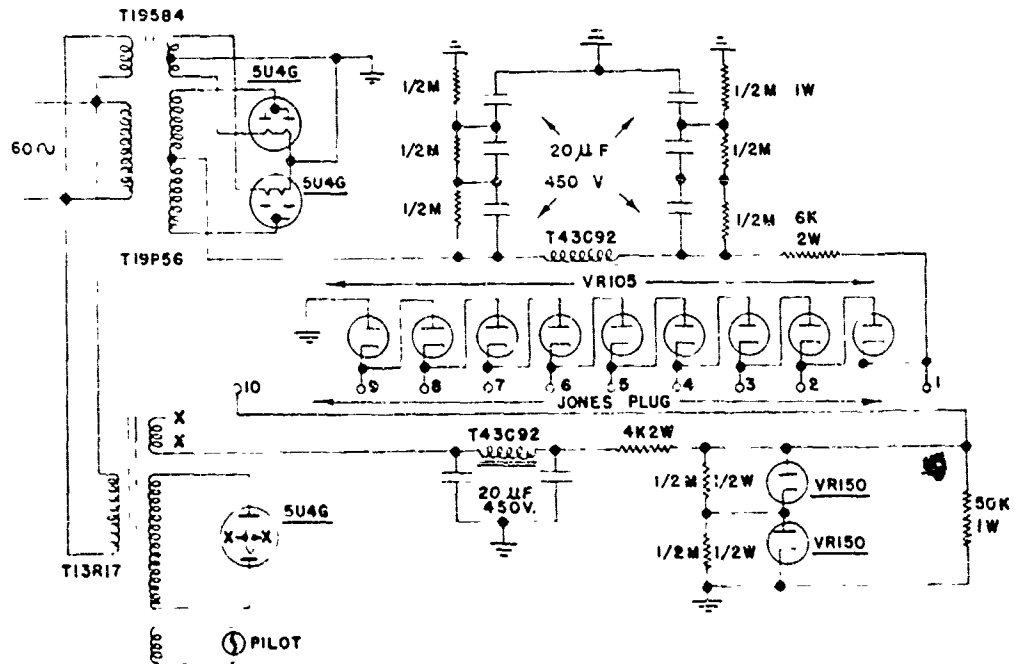 T19584
5U4G
60~
5U4G
T19P56
1/2M
1/2M
1/2M
20 µF
450 V
T43C92
1/2M 1W
1/2M
1/2M
6K
2W
VR105
10 9 8 7 6 5 4 3 2 1
JONES PLUG
X
X
T43C92
4K2W
20 µF
450V.
5U4G
X X
T13R17
1/2M 1/2W
1/2M 1/2W
VR150
VR150
50K
1W
PILOT